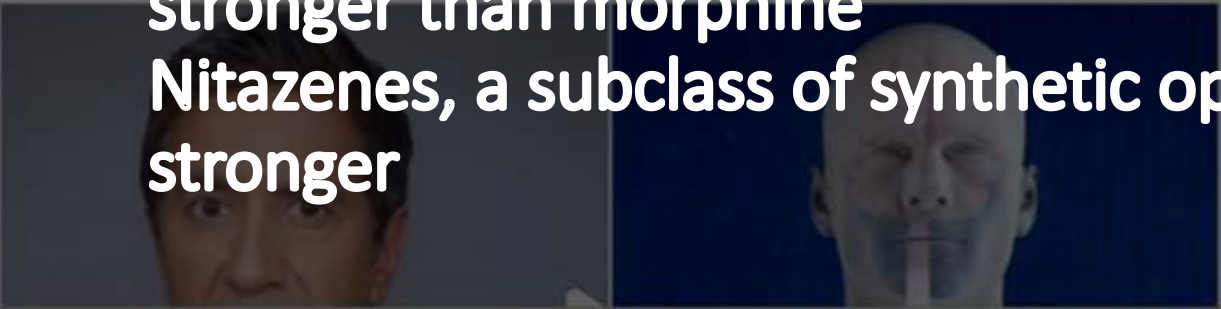 stronger than morphine
Nitazenes, a subclass of synthetic op
stronger